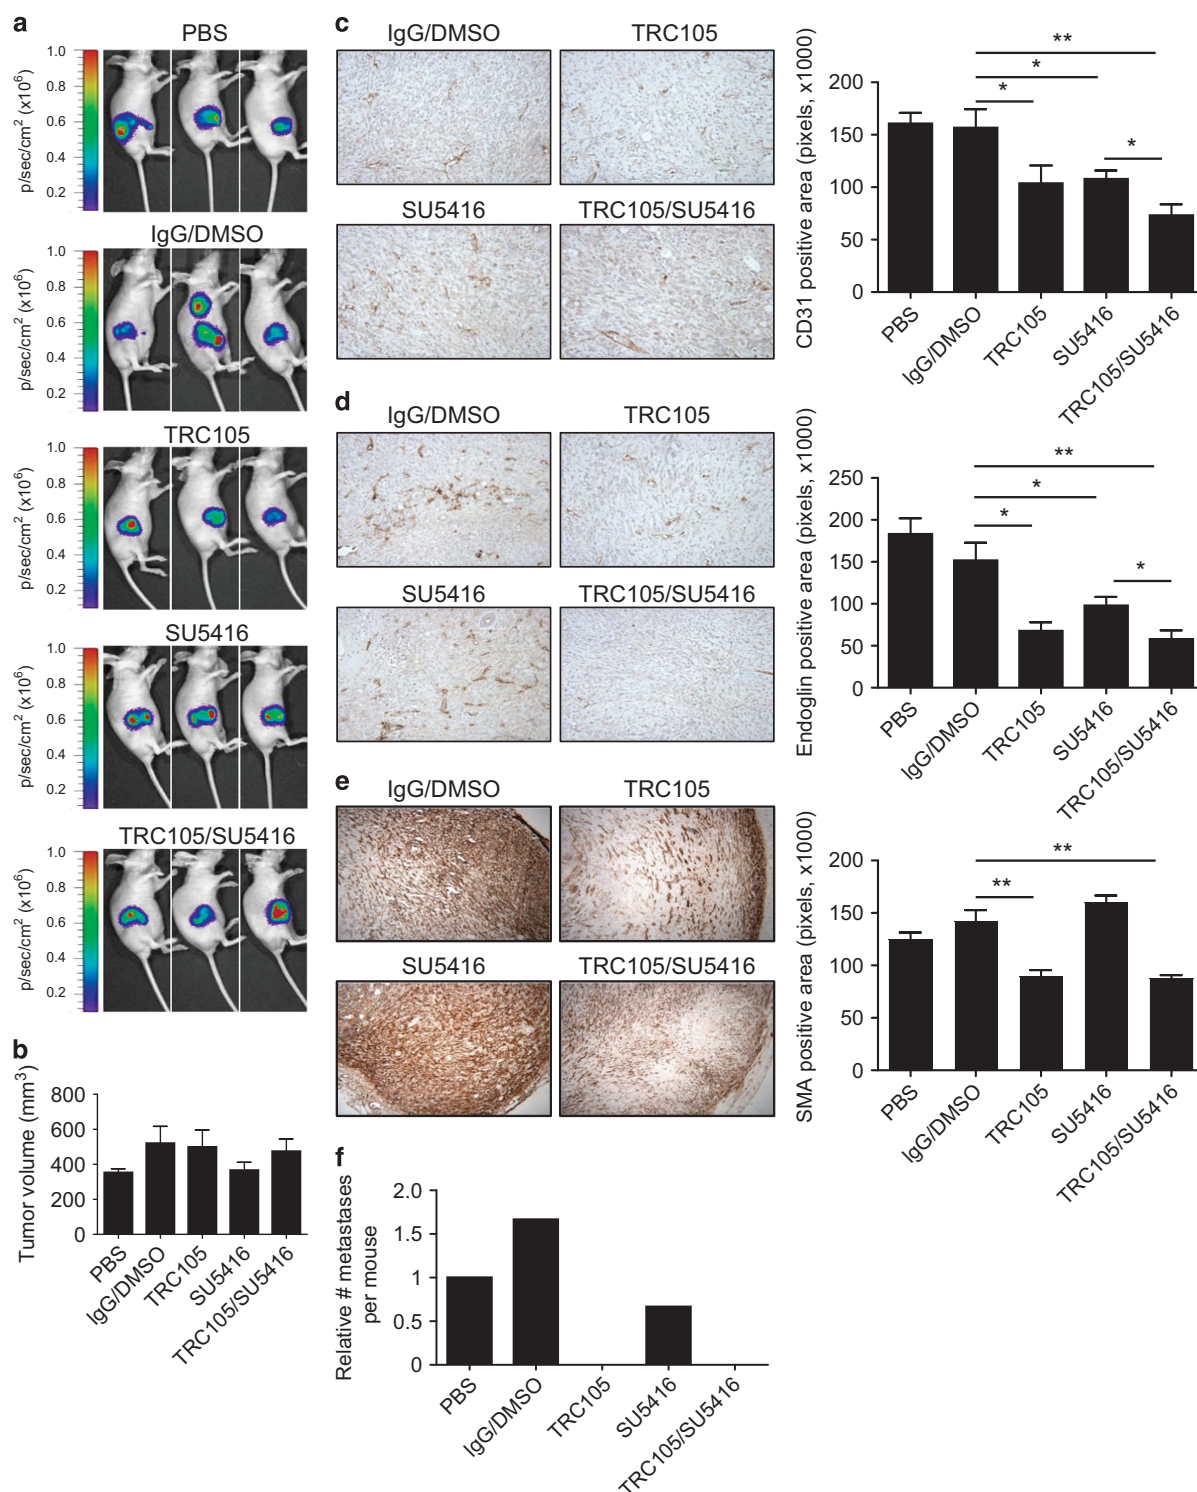 a
PBS
p/sec/cm² (x10⁶)
1.0
0.8
0.6
0.4
0.2
IgG/DMSO
p/sec/cm² (x10⁶)
1.0
0.8
0.6
0.4
0.2
TRC105
p/sec/cm² (x10⁶)
1.0
0.8
0.6
0.4
0.2
SU5416
p/sec/cm² (x10⁶)
1.0
0.8
0.6
0.4
0.2
TRC105/SU5416
p/sec/cm² (x10⁶)
1.0
0.8
0.6
0.4
0.2
b
Tumor volume (mm³)
800
600
400
200
0
PBS
IgG/DMSO
TRC105
SU5416
TRC105/SU5416
c
IgG/DMSO
TRC105
SU5416
TRC105/SU5416
CD31 positive area (pixels, x1000)
200
150
100
50
0
**
*
*
*
PBS
IgG/DMSO
TRC105
SU5416
TRC105/SU5416
d
IgG/DMSO
TRC105
SU5416
TRC105/SU5416
Endoglin positive area (pixels, x1000)
250
200
150
100
50
0
**
*
*
*
PBS
IgG/DMSO
TRC105
SU5416
TRC105/SU5416
e
IgG/DMSO
TRC105
SU5416
TRC105/SU5416
SMA positive area (pixels, x1000)
200
150
100
50
0
**
**
PBS
IgG/DMSO
TRC105
SU5416
TRC105/SU5416
f
Relative # metastases
per mouse
2.0
1.5
1
0.5
0
PBS
IgG/DMSO
TRC105
SU5416
TRC105/SU5416